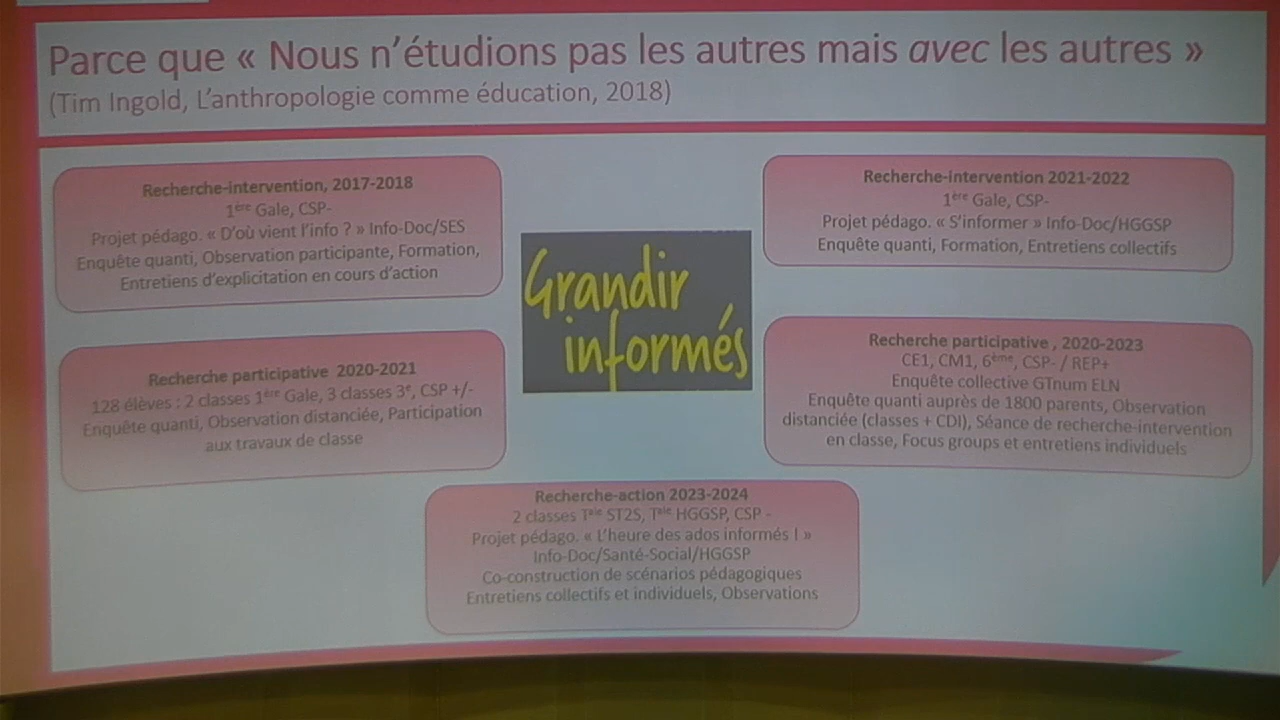 Parce que « Nous n'étudions pas les autres mais avec les autres »
(Tim Ingold, L'anthropologie comme éducation, 2018)
Recherche-intervention, 2017-2018
1ère Gale, CSP-
Projet pédago. « D'où vient l'info ? » Info-Doc/SES
Enquête quanti, Observation participante, Formation,
Entretiens d'explicitation en cours d'action
Recherche-intervention 2021-2022
1ère Gale, CSP-
Projet pédago. « S'informer » Info-Doc/HGGSP
Enquête quanti, Formation, Entretiens collectifs
Grandir
informés
Recherche participative 2020-2021
128 élèves : 2 classes 1ère Gale, 3 classes 3e, CSP +/-
Enquête quanti, Observation distanciée, Participation
aux travaux de classe
Recherche participative , 2020-2023
CE1, CM1, 6ème, CSP- / REP+
Enquête collective GTnum ELN
Enquête quanti auprès de 1800 parents, Observation
distanciée (classes + CDI), Séance de recherche-intervention
en classe, Focus groups et entretiens individuels
Recherche-action 2023-2024
2 classes Tale ST2S, Tale HGGSP, CSP -
Projet pédago. « L'heure des ados informés ! »
Info-Doc/Santé-Social/HGGSP
Co-construction de scénarios pédagogiques
Entretiens collectifs et individuels, Observations